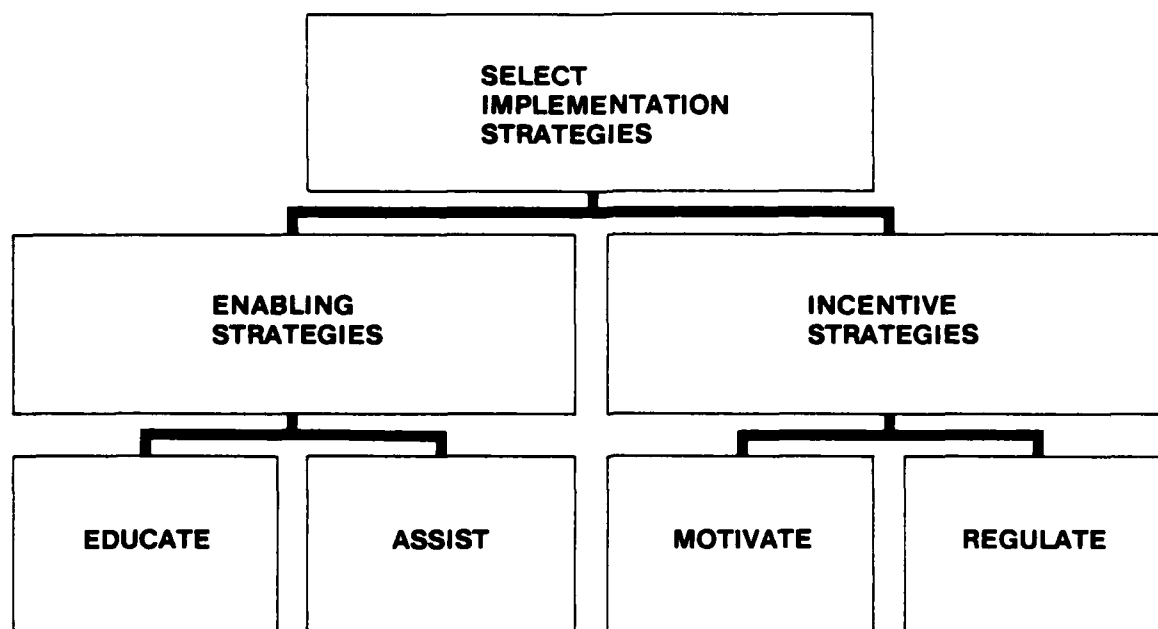 SELECT
IMPLEMENTATION
STRATEGIES
ENABLING
STRATEGIES
INCENTIVE
STRATEGIES
EDUCATE
ASSIST
MOTIVATE
REGULATE